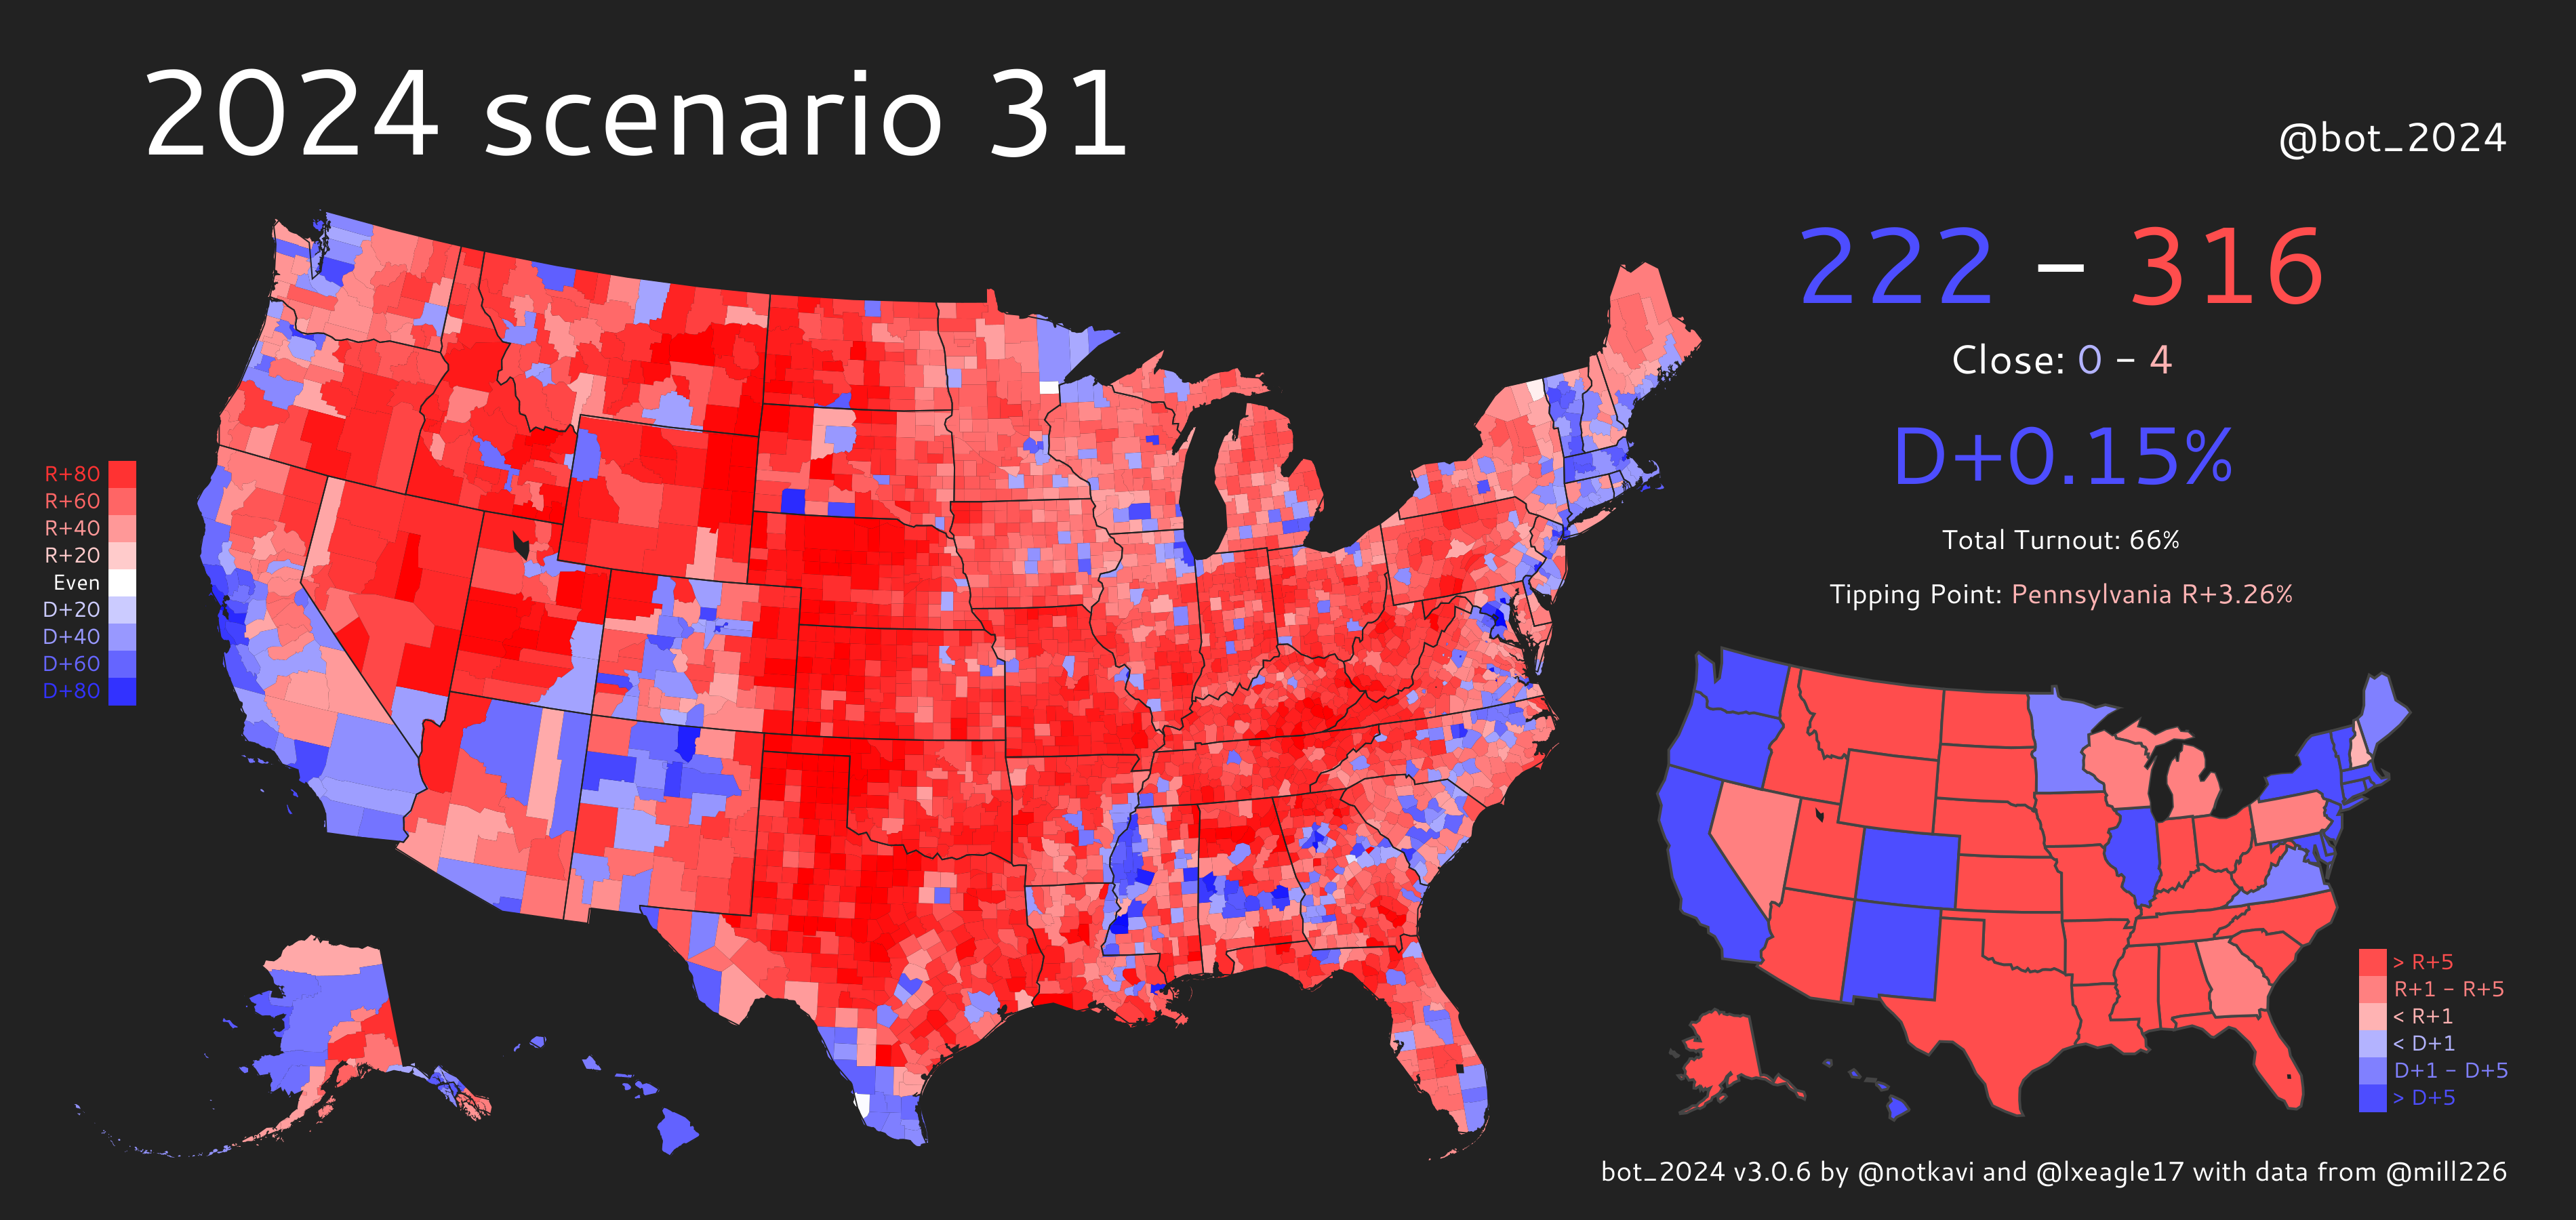 2024 scenario 31
@bot_2024
222 – 316
Close: 0 – 4
D+0.15%
Total Turnout: 66%
Tipping Point: Pennsylvania R+3.26%
R+80
R+60
R+40
R+20
Even
D+20
D+40
D+60
D+80
> R+5
R+1 – R+5
< R+1
< D+1
D+1 – D+5
> D+5
bot_2024 v3.0.6 by @notkavi and @lxeagle17 with data from @mill226